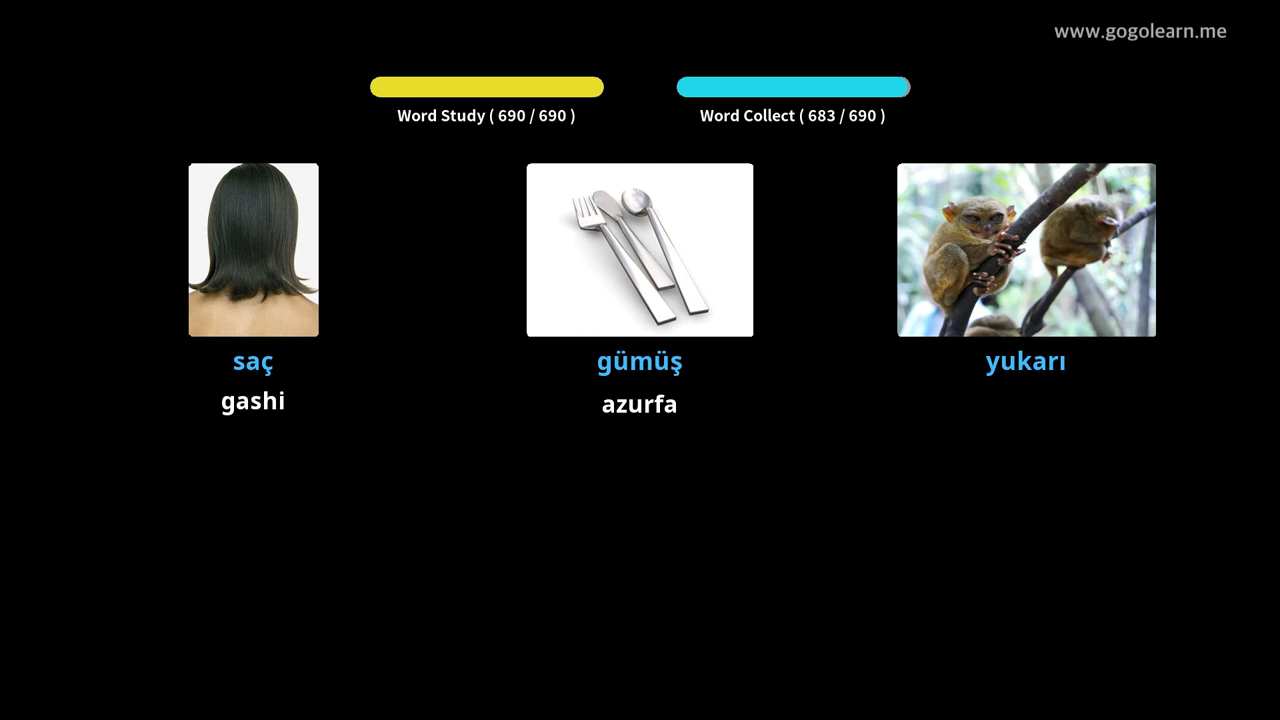 www.gogolearn.me
Word Study ( 690 / 690 )
Word Collect ( 683 / 690 )
saç
gümüş
yukarı
gashi
azurfa